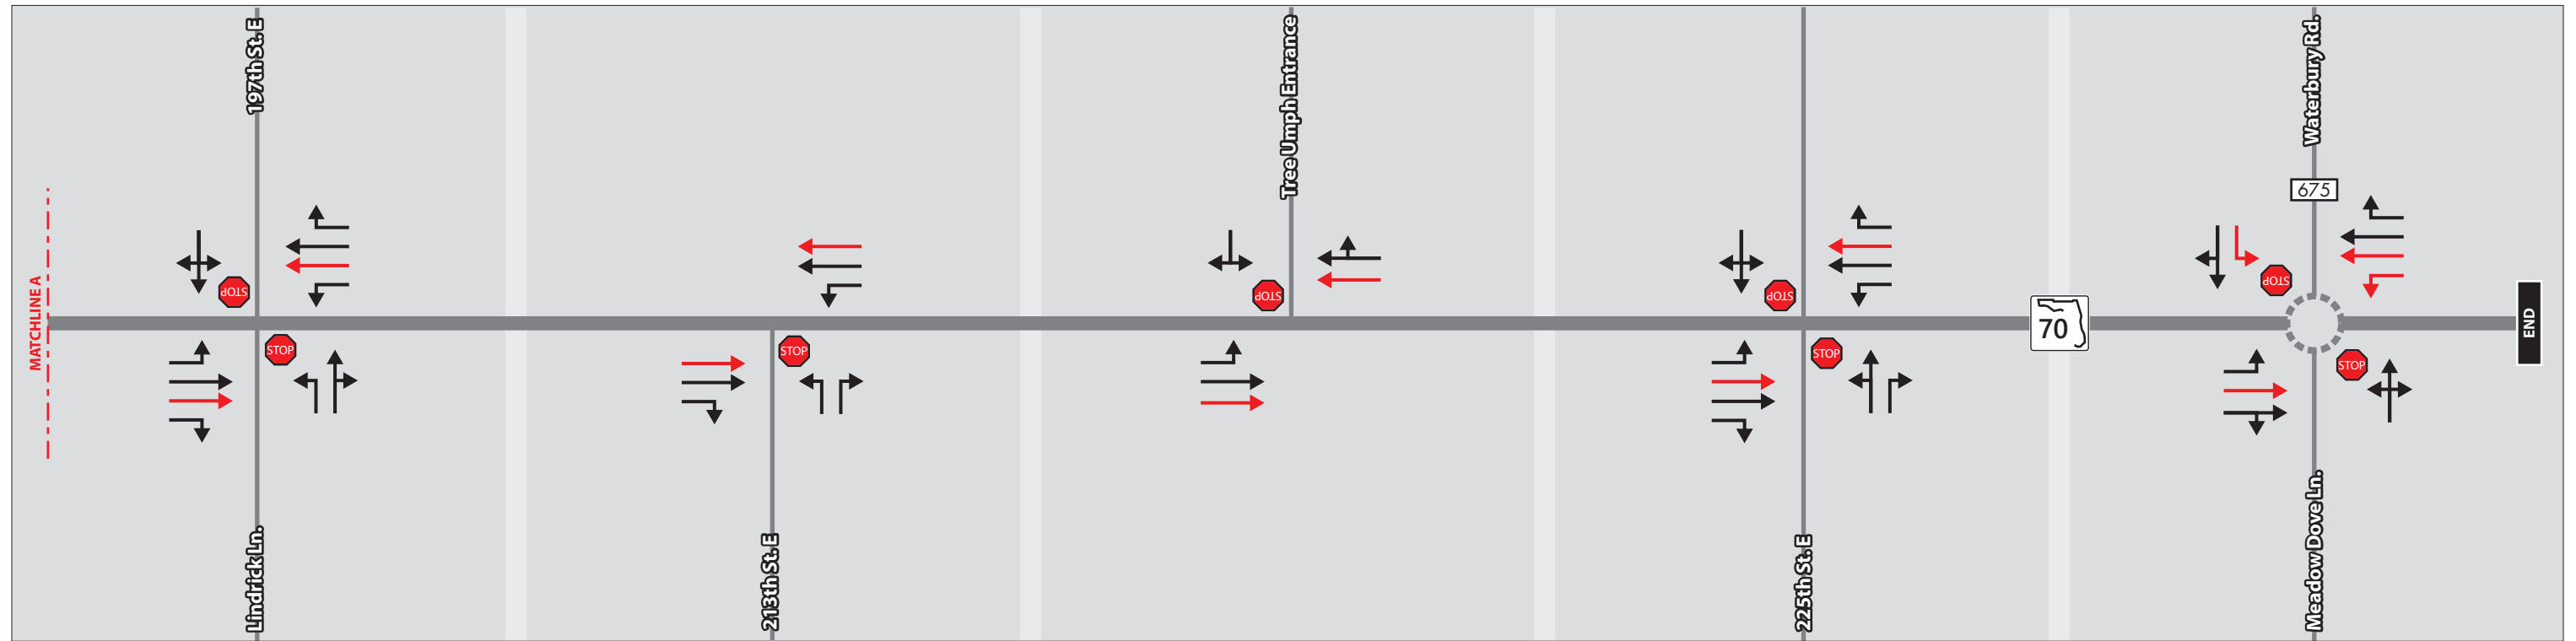 197th St. E
Tree Umph Entrance
Waterbury Rd.
675
STOP
STOP
STOP
STOP
MATCHLINE A
70
END
STOP
STOP
STOP
STOP
Lindrick Ln.
213th St. E
225th St. E
Meadow Dove Ln.